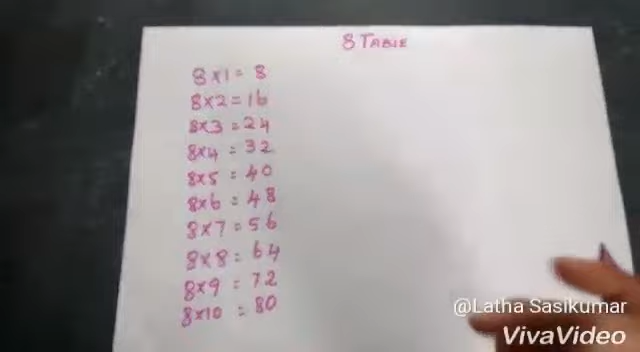 8 TABLE
8x1 = 8
8x2 = 16
8x3 = 24
8x4 = 32
8x5 = 40
8x6 = 48
8x7 = 56
8x8 = 64
8x9 = 72
8x10 = 80
@Latha Sasikumar
VivaVideo